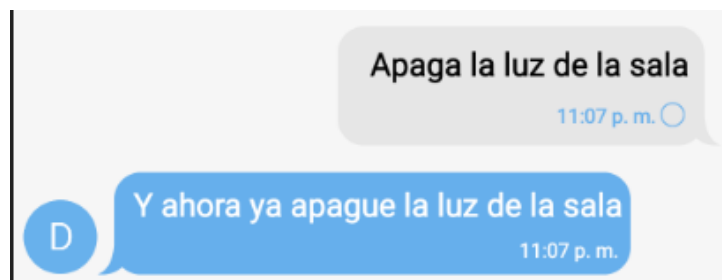 Apaga la luz de la sala
11:07 p. m.
Y ahora ya apague la luz de la sala
D
11:07 p. m.